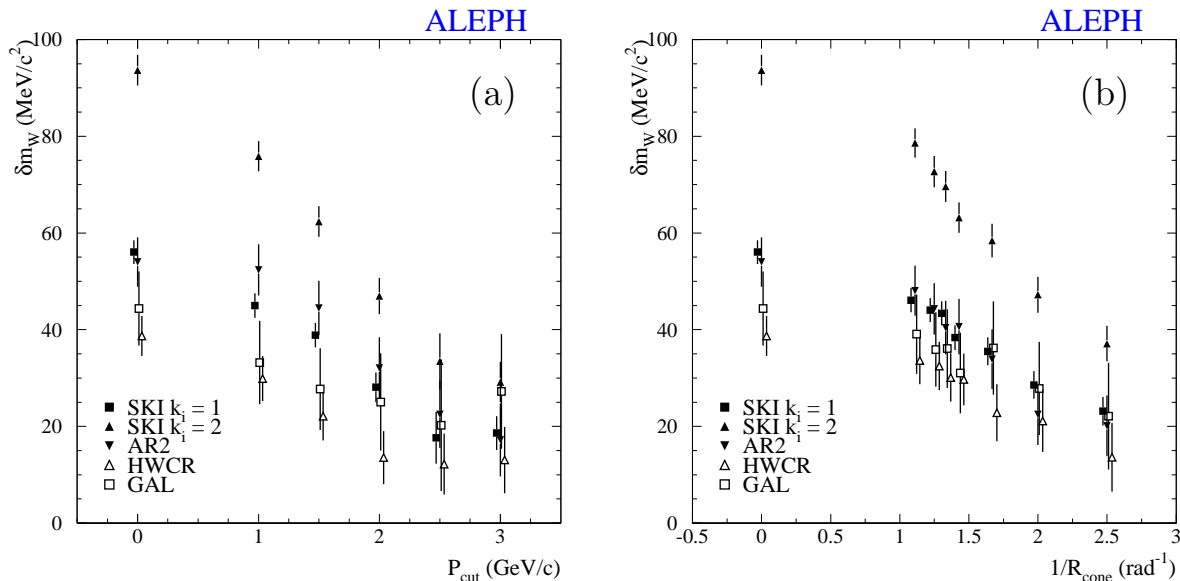 ALEPH
(a)
δm_W (MeV/c²)
100
80
60
40
20
0
SKI k_i = 1
SKI k_i = 2
AR2
HWCR
GAL
0 1 2 3
P_cut (GeV/c)
ALEPH
(b)
δm_W (MeV/c²)
100
80
60
40
20
0
SKI k_i = 1
SKI k_i = 2
AR2
HWCR
GAL
-0.5 0 0.5 1 1.5 2 2.5 3
1/R_cone (rad⁻¹)